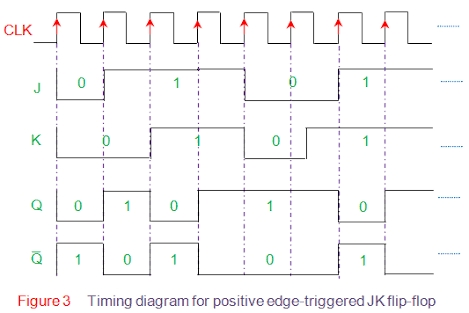 CLK
J 0 1 0 1
K 0 1 0 1
Q 0 1 0 1 0
Q̅ 1 0 1 0 1
Figure 3 Timing diagram for positive edge-triggered JK flip-flop